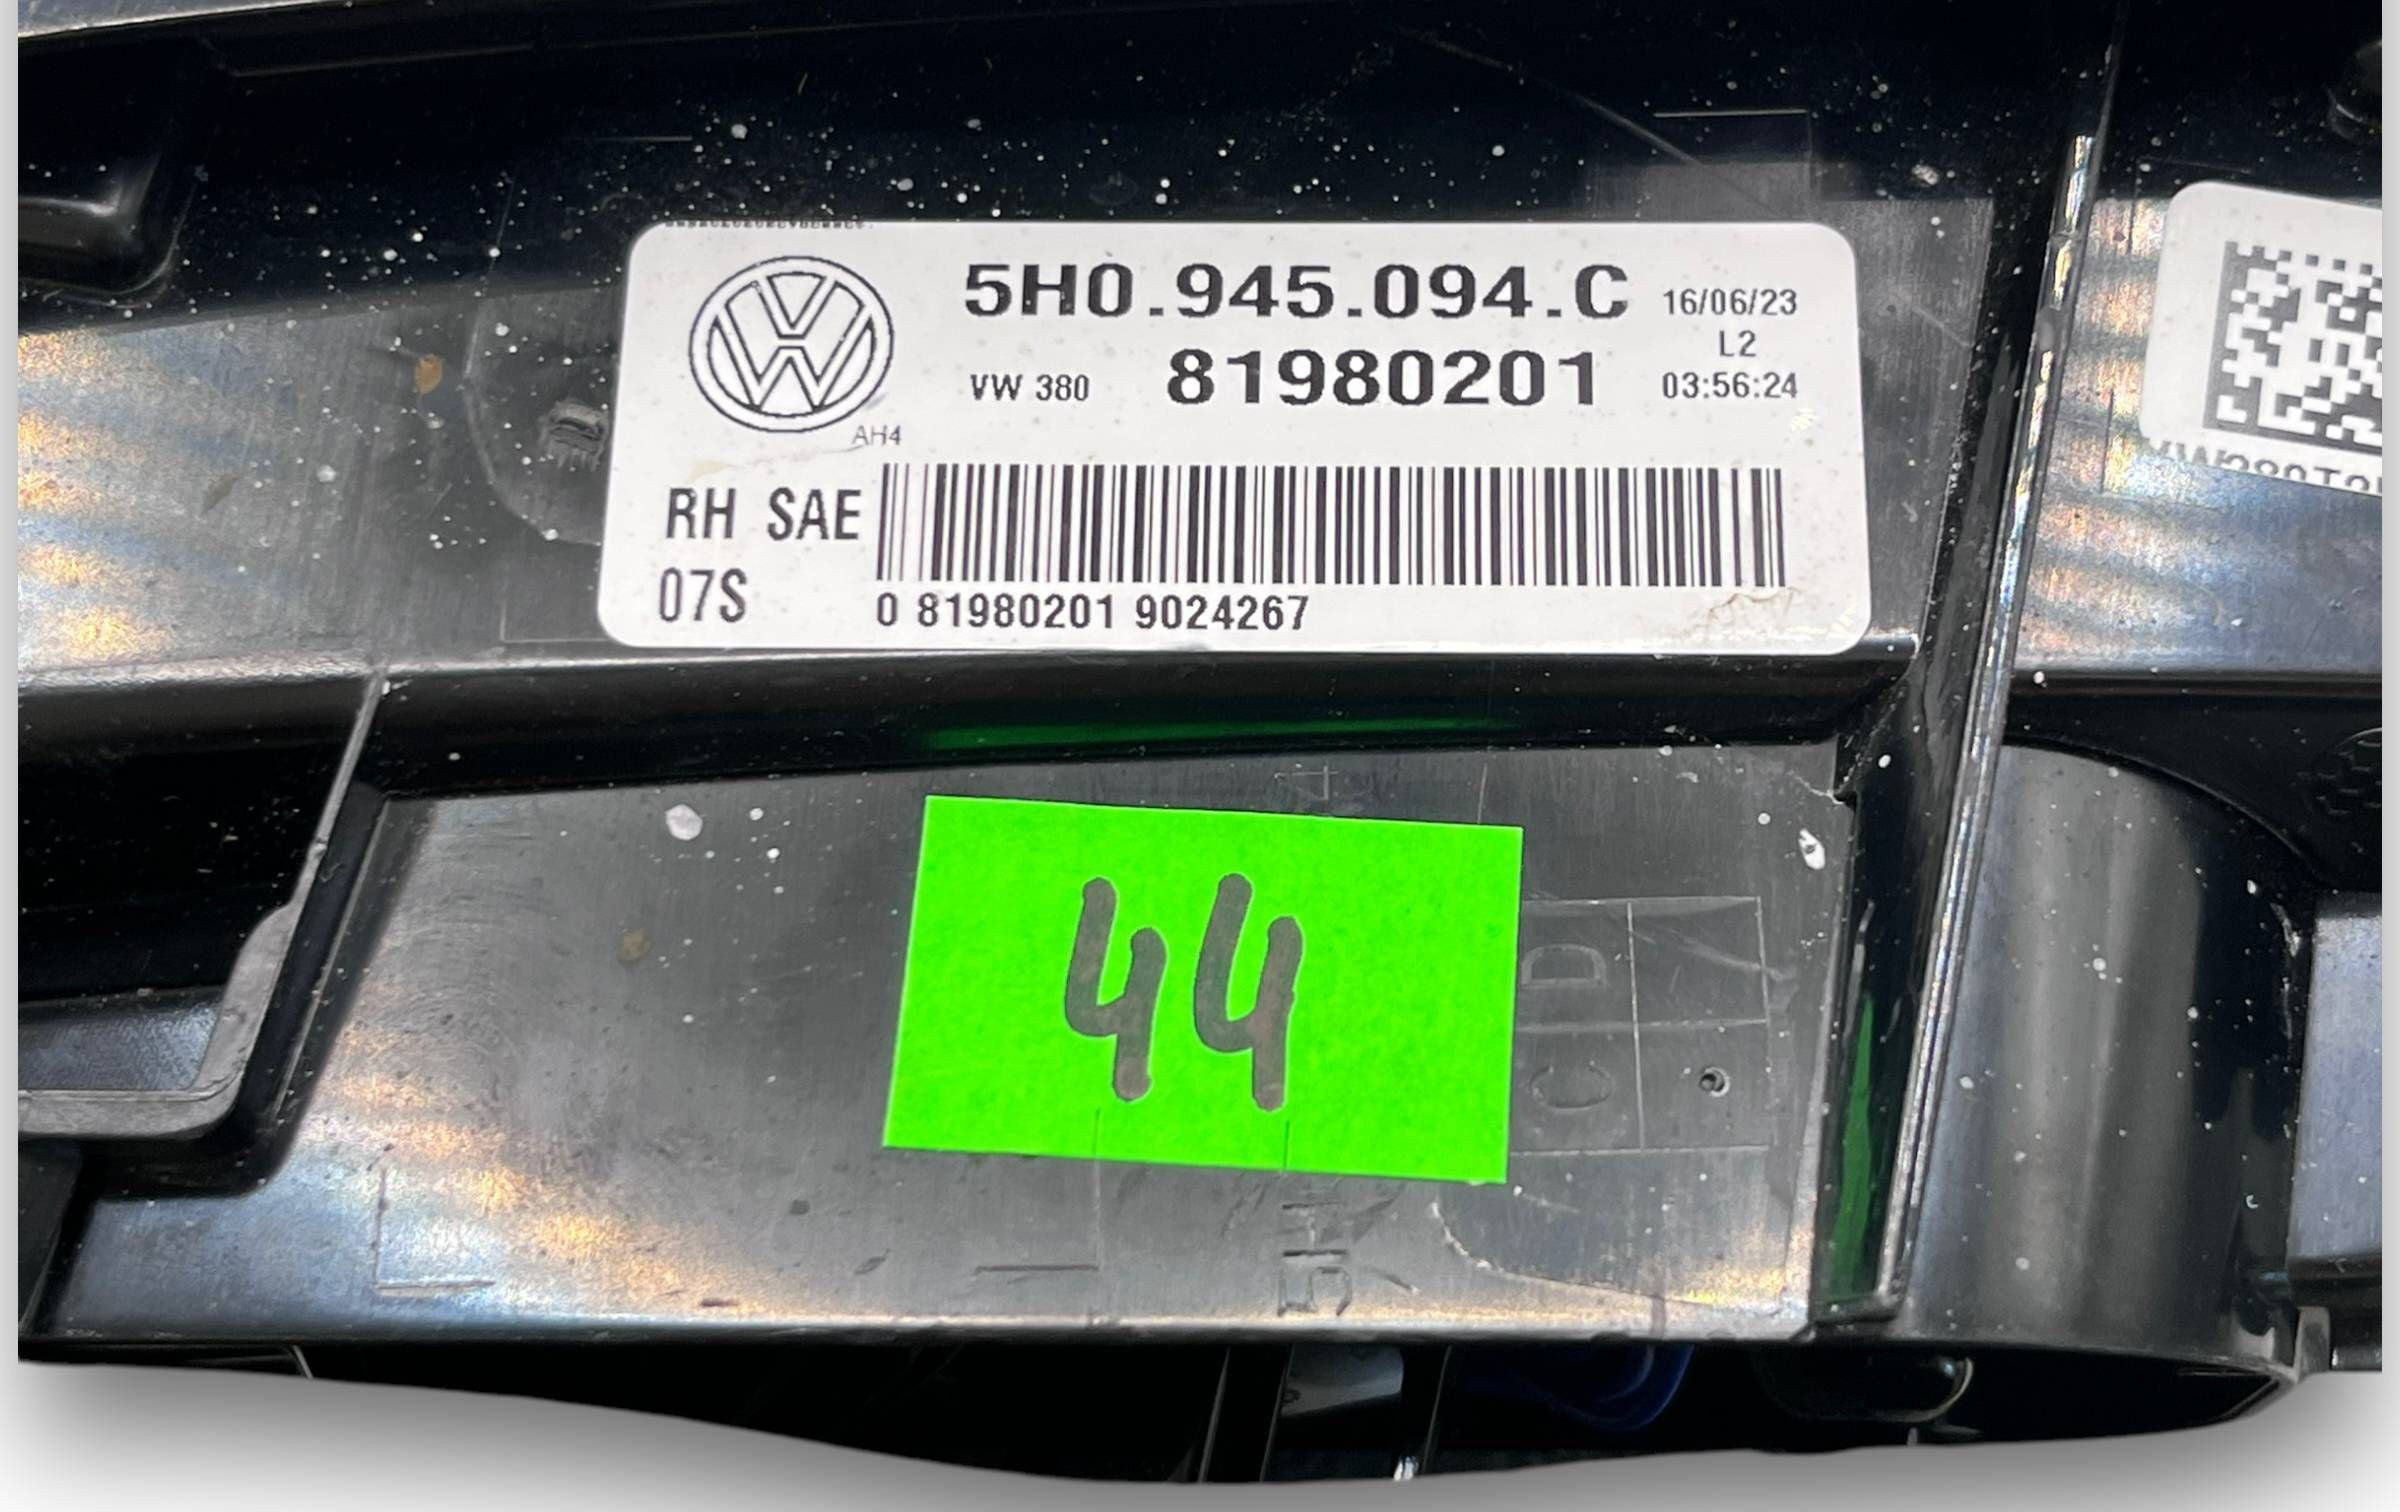 5H0.945.094.C 16/06/23
L2
VW 380 81980201 03:56:24
AH4
RH SAE
07S
0 81980201 9024267
44
D
C